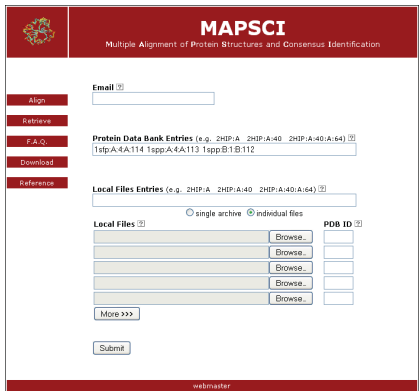 MAPSCI
Multiple Alignment of Protein Structures and Consensus Identification
Email [?]
Align
Retrieve
F.A.Q.
Download
Reference
Protein Data Bank Entries (e.g. 2HIP:A 2HIP:A:40 2HIP:A:40:A:64) [?]
1sfp:A:4:A:114 1spp:A:4:A:113 1spp:B:1:B:112
Local Files Entries (e.g. 2HIP:A 2HIP:A:40 2HIP:A:40:A:64) [?]
single archive individual files
Local Files [?] PDB ID [?]
Browse..
Browse..
Browse..
Browse..
Browse..
More >>>
Submit
webmaster